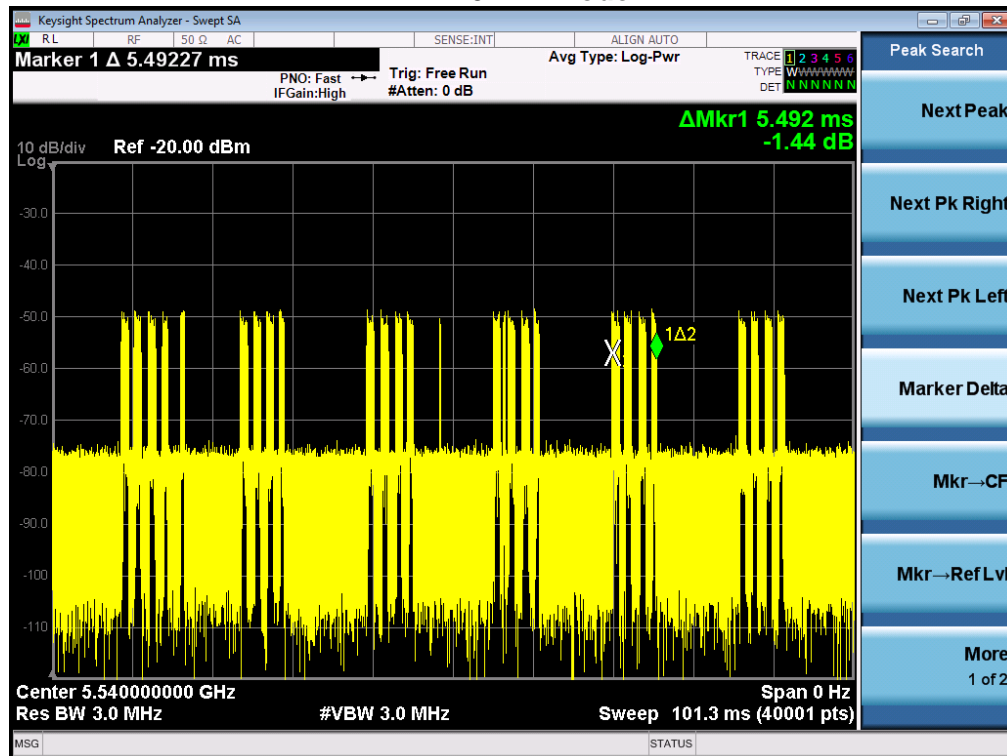 Keysight Spectrum Analyzer - Swept SA
LXI RL RF 50 Ω AC SENSE:INT ALIGN AUTO
Marker 1 Δ 5.49227 ms
PNO: Fast
IFGain:High
Trig: Free Run
#Atten: 0 dB
Avg Type: Log-Pwr
TRACE 1 2 3 4 5 6
TYPE WWWWWW
DET N N N N N N
ΔMkr1 5.492 ms
-1.44 dB
10 dB/div Ref -20.00 dBm
Log
-30.0
-40.0
-50.0
1Δ2
X
-60.0
-70.0
-80.0
-90.0
-100
-110
Center 5.540000000 GHz
Span 0 Hz
Res BW 3.0 MHz
#VBW 3.0 MHz
Sweep 101.3 ms (40001 pts)
MSG
STATUS
Peak Search
Next Peak
Next Pk Right
Next Pk Left
Marker Delta
Mkr→CF
Mkr→Ref Lvl
More
1 of 2